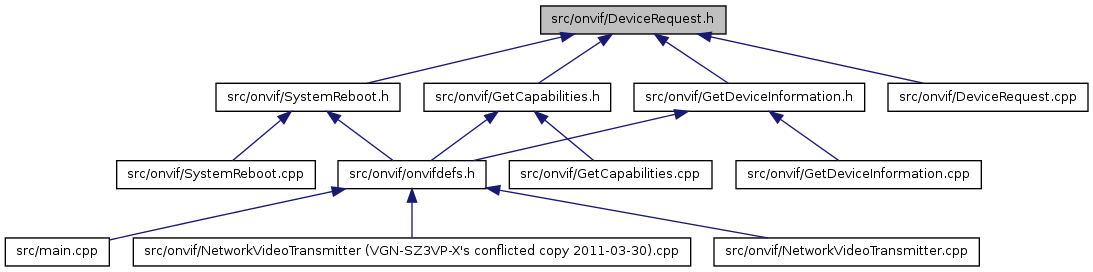 src/onvif/DeviceRequest.h
src/onvif/SystemReboot.h
src/onvif/GetCapabilities.h
src/onvif/GetDeviceInformation.h
src/onvif/DeviceRequest.cpp
src/onvif/SystemReboot.cpp
src/onvif/onvifdefs.h
src/onvif/GetCapabilities.cpp
src/onvif/GetDeviceInformation.cpp
src/main.cpp
src/onvif/NetworkVideoTransmitter (VGN-SZ3VP-X's conflicted copy 2011-03-30).cpp
src/onvif/NetworkVideoTransmitter.cpp